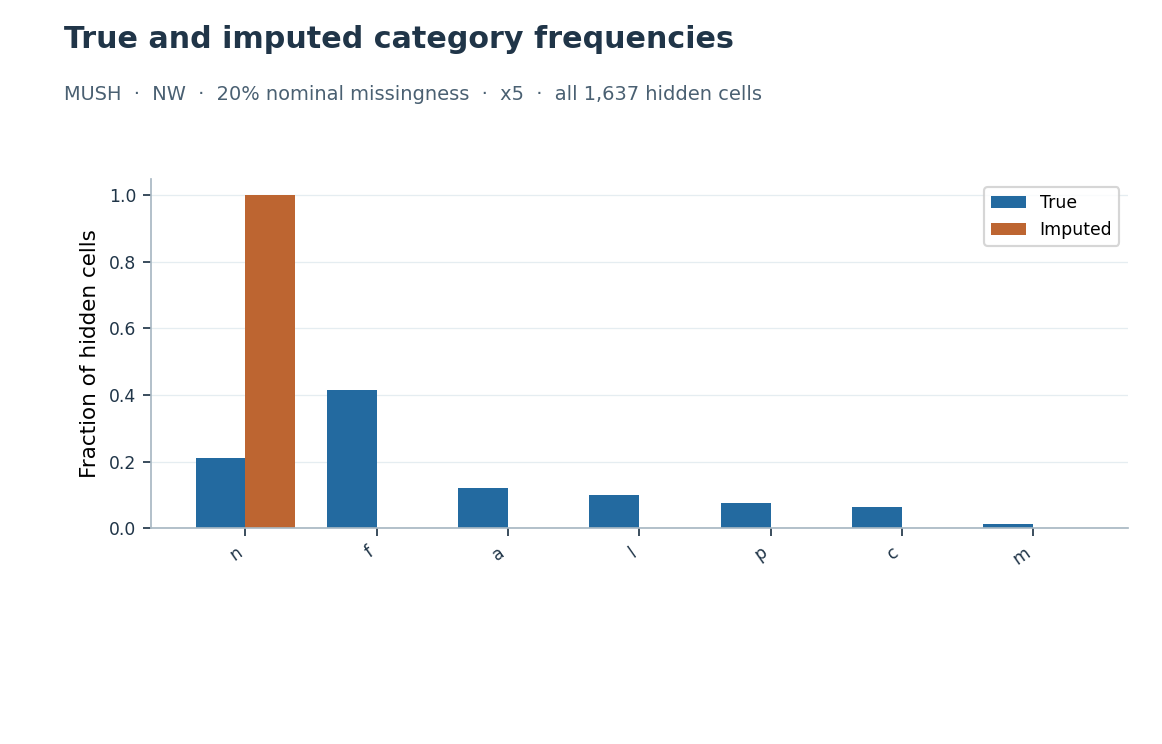 True and imputed category frequencies
MUSH · NW · 20% nominal missingness · x5 · all 1,637 hidden cells
Fraction of hidden cells
1.0
0.8
0.6
0.4
0.2
0.0
True
Imputed
n
f
a
l
p
c
m